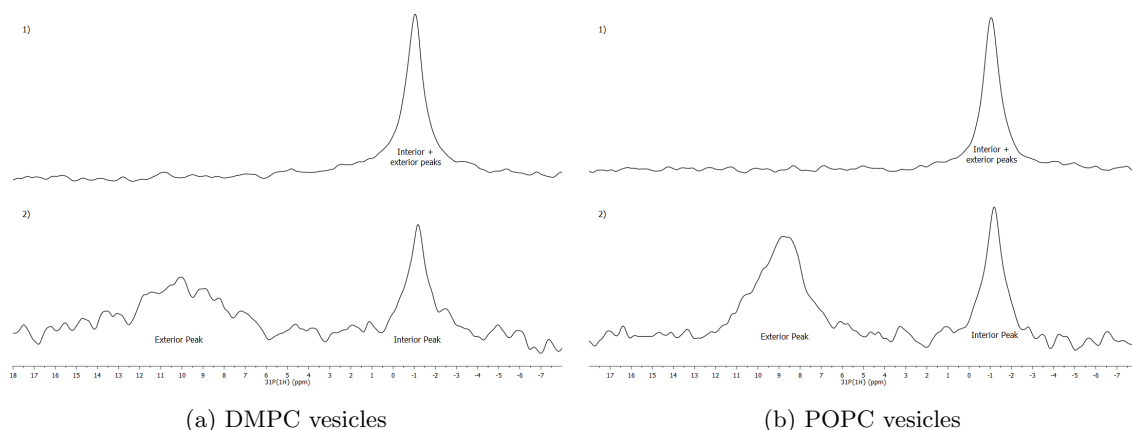 1)
Interior +
exterior peaks
2)
Exterior Peak
Interior Peak
18 17 16 15 14 13 12 11 10 9 8 7 6 5 4 3 2 1 0 -1 -2 -3 -4 -5 -6 -7
31P{1H} (ppm)
(a) DMPC vesicles
1)
Interior +
exterior peaks
2)
Exterior Peak
Interior Peak
17 16 15 14 13 12 11 10 9 8 7 6 5 4 3 2 1 0 -1 -2 -3 -4 -5 -6 -7
31P{1H} (ppm)
(b) POPC vesicles